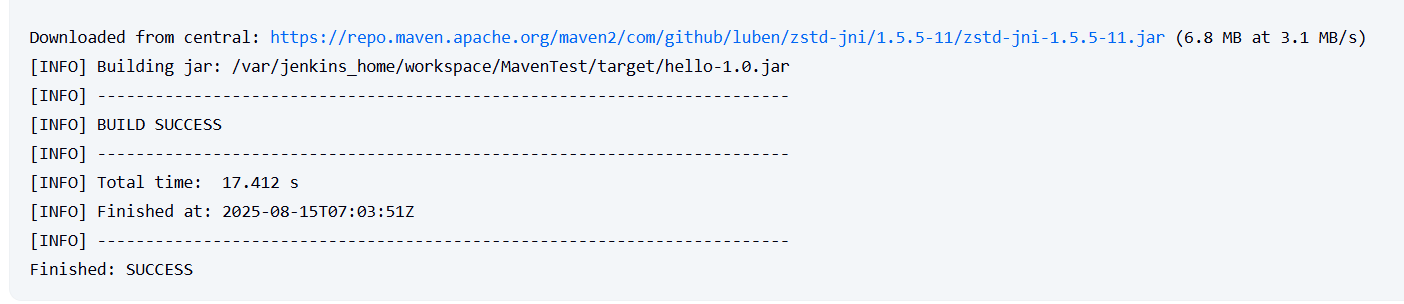 Downloaded from central: https://repo.maven.apache.org/maven2/com/github/luben/zstd-jni/1.5.5-11/zstd-jni-1.5.5-11.jar (6.8 MB at 3.1 MB/s)
[INFO] Building jar: /var/jenkins_home/workspace/MavenTest/target/hello-1.0.jar
[INFO] ------------------------------------------------------------------------
[INFO] BUILD SUCCESS
[INFO] ------------------------------------------------------------------------
[INFO] Total time:  17.412 s
[INFO] Finished at: 2025-08-15T07:03:51Z
[INFO] ------------------------------------------------------------------------
Finished: SUCCESS